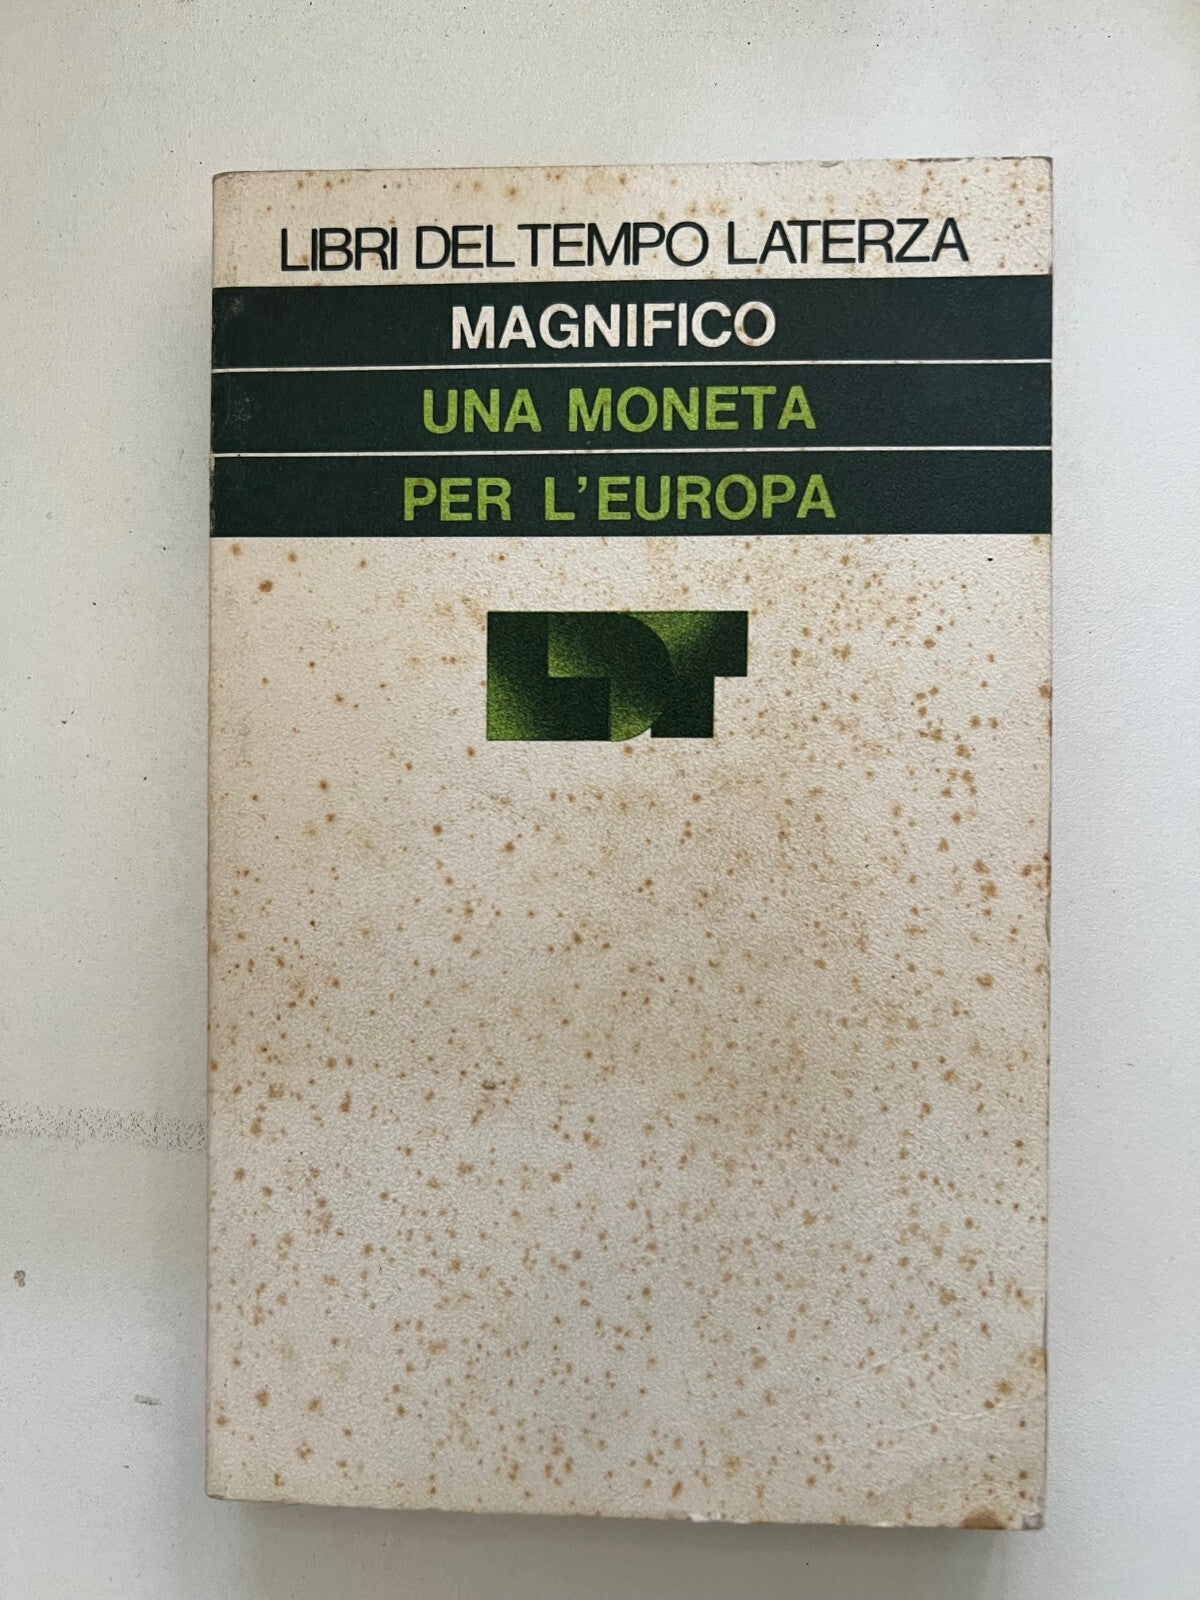 LIBRI DEL TEMPO LATERZA
MAGNIFICO
UNA MONETA
PER L'EUROPA
LDT